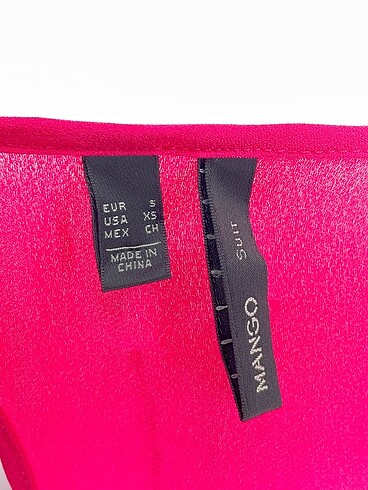 EUR S
USA XS
MEX CH
MADE IN
CHINA
MANGO
SUIT